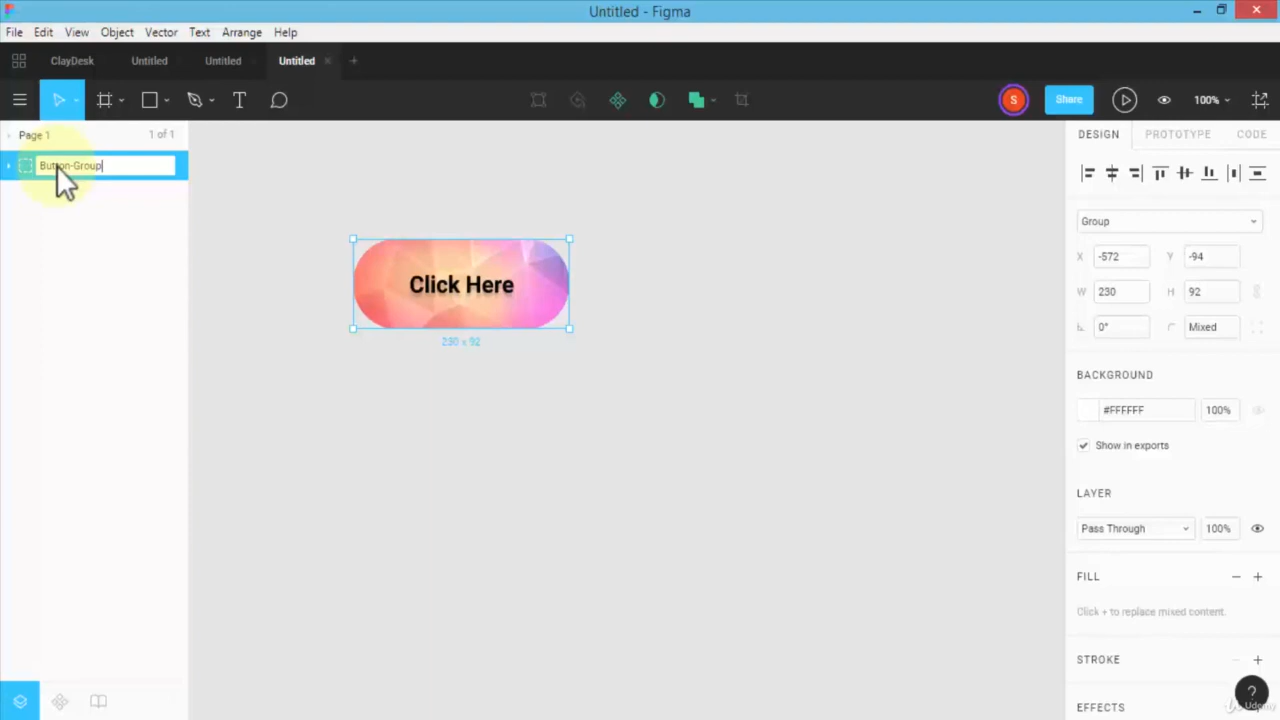 Untitled - Figma
File Edit View Object Vector Text Arrange Help
ClayDesk Untitled Untitled Untitled × +
T S Share 100%
Page 1 1 of 1
DESIGN PROTOTYPE CODE
Button-Group
Group
X -572 Y -94
Click Here
W 230 H 92
0° Mixed
230 x 92
BACKGROUND
#FFFFFF 100%
Show in exports
LAYER
Pass Through 100%
FILL
Click + to replace mixed content.
STROKE
?
EFFECTS
Udemy